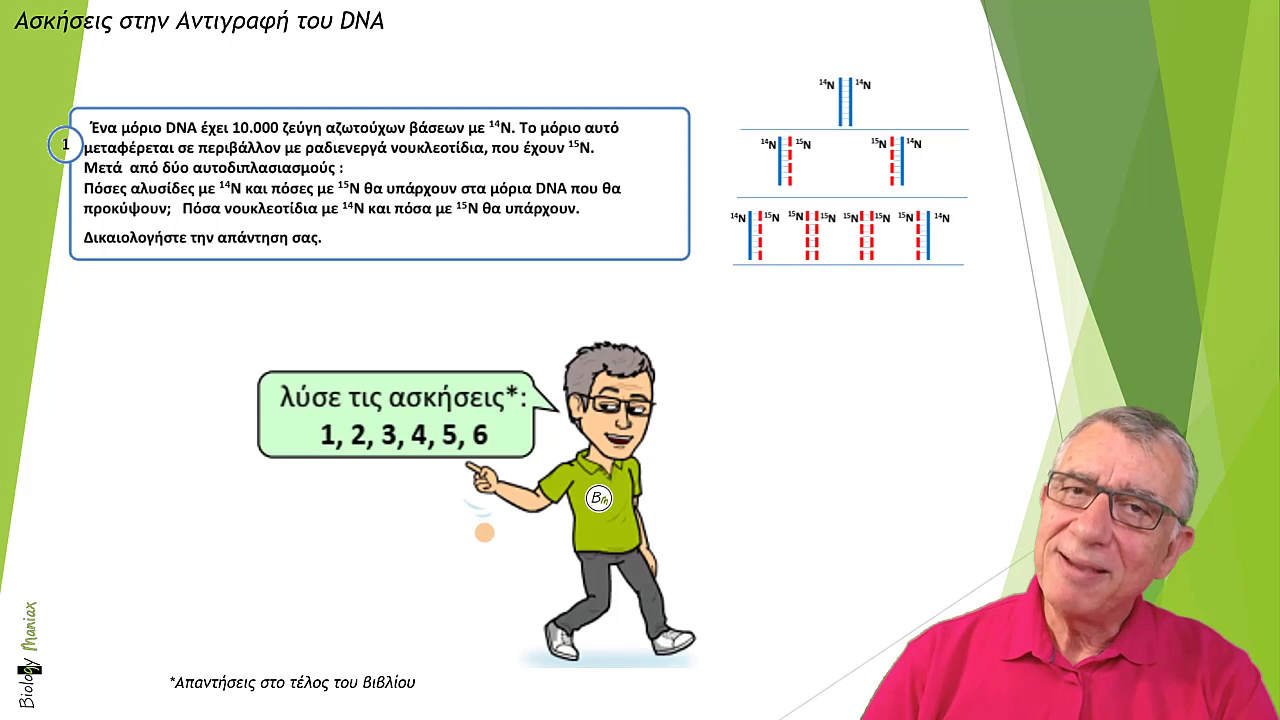 Ασκήσεις στην Αντιγραφή του DNA
1
Ένα μόριο DNA έχει 10.000 ζεύγη αζωτούχων βάσεων με ¹⁴N. Το μόριο αυτό
μεταφέρεται σε περιβάλλον με ραδιενεργά νουκλεοτίδια, που έχουν ¹⁵N.
Μετά από δύο αυτοδιπλασιασμούς :
Πόσες αλυσίδες με ¹⁴N και πόσες με ¹⁵N θα υπάρχουν στα μόρια DNA που θα
προκύψουν; Πόσα νουκλεοτίδια με ¹⁴N και πόσα με ¹⁵N θα υπάρχουν.
Δικαιολογήστε την απάντηση σας.
¹⁴N ¹⁴N
¹⁴N ¹⁵N ¹⁵N ¹⁴N
¹⁴N ¹⁵N ¹⁵N ¹⁵N ¹⁵N ¹⁵N ¹⁵N ¹⁴N
λύσε τις ασκήσεις*:
1, 2, 3, 4, 5, 6
Bm
*Απαντήσεις στο τέλος του βιβλίου
Biology Maniax